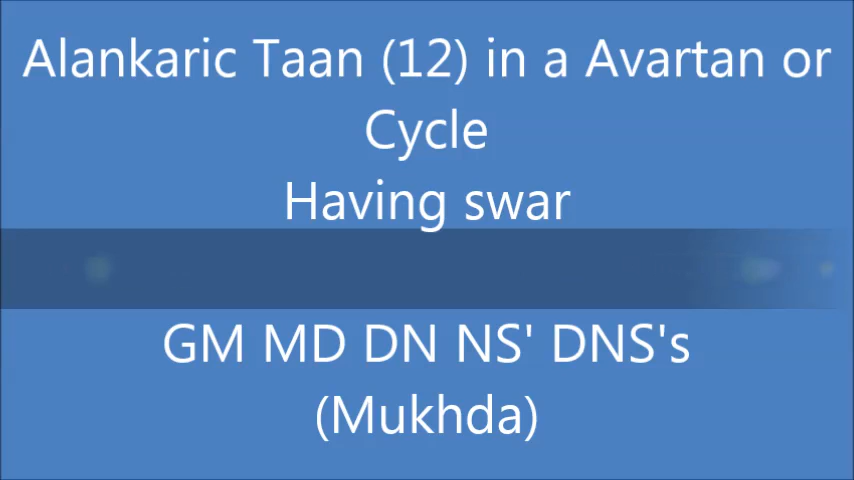 Alankaric Taan (12) in a Avartan or
Cycle
Having swar
GM MD DN NS' DNS's
(Mukhda)